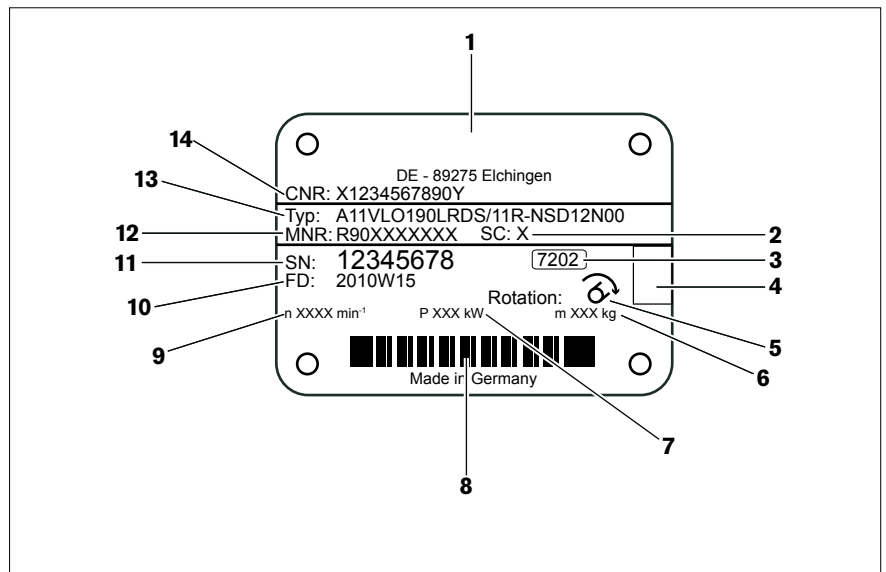 1
14
DE - 89275 Elchingen
CNR: X1234567890Y
13
Typ: A11VLO190LRDS/11R-NSD12N00
12
MNR: R90XXXXXXX SC: X
2
11
SN: 12345678
7202
3
10
FD: 2010W15
4
Rotation:
5
9
n XXXX min⁻¹ P XXX kW m XXX kg
6
Made in Germany
7
8